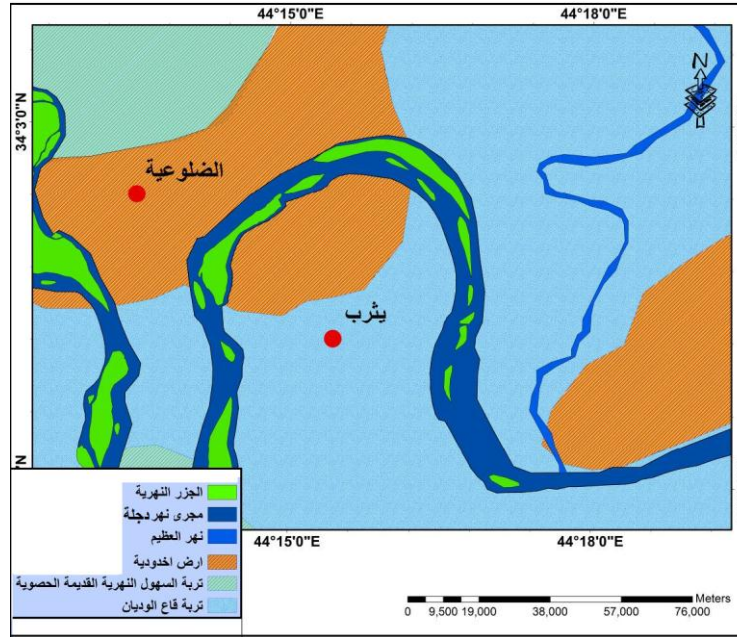 44°15'0"E 44°18'0"E
N
34°3'0"N
الضلوعية
يثرب
"N
الجزر النهرية
مجرى نهر دجلة
نهر العظيم
ارض اخدودية
تربة السهول النهرية القديمة الحصوية
تربة قاع الوديان
44°15'0"E 44°18'0"E
Meters
0 9,500 19,000 38,000 57,000 76,000